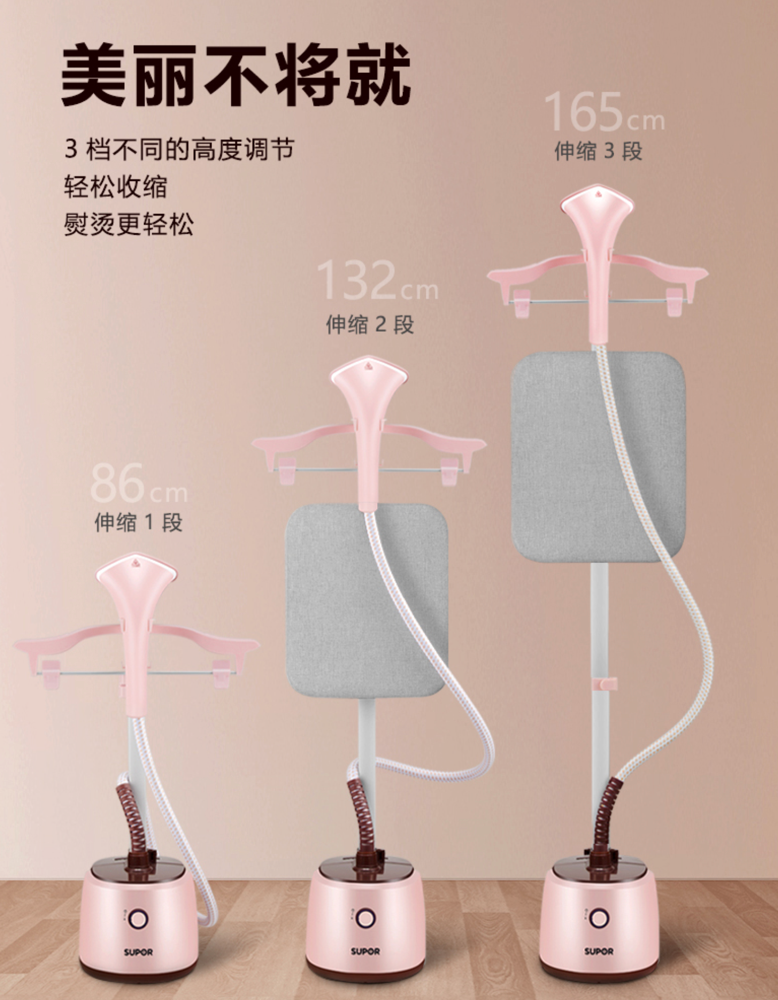 美丽不将就
3 档不同的高度调节
轻松收缩
熨烫更轻松
165cm
伸缩 3 段
132cm
伸缩 2 段
86cm
伸缩 1 段
SUPOR
SUPOR
SUPOR